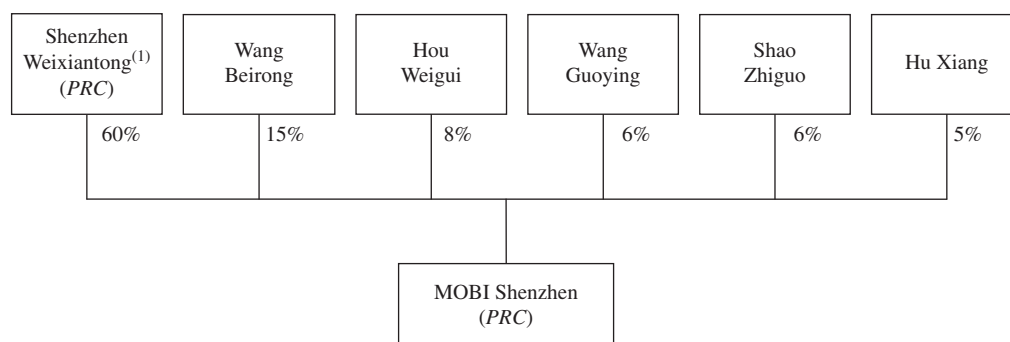 Shenzhen
Weixiantong(1)
(PRC)
Wang
Beirong
Hou
Weigui
Wang
Guoying
Shao
Zhiguo
Hu Xiang
60%
15%
8%
6%
6%
5%
MOBI Shenzhen
(PRC)